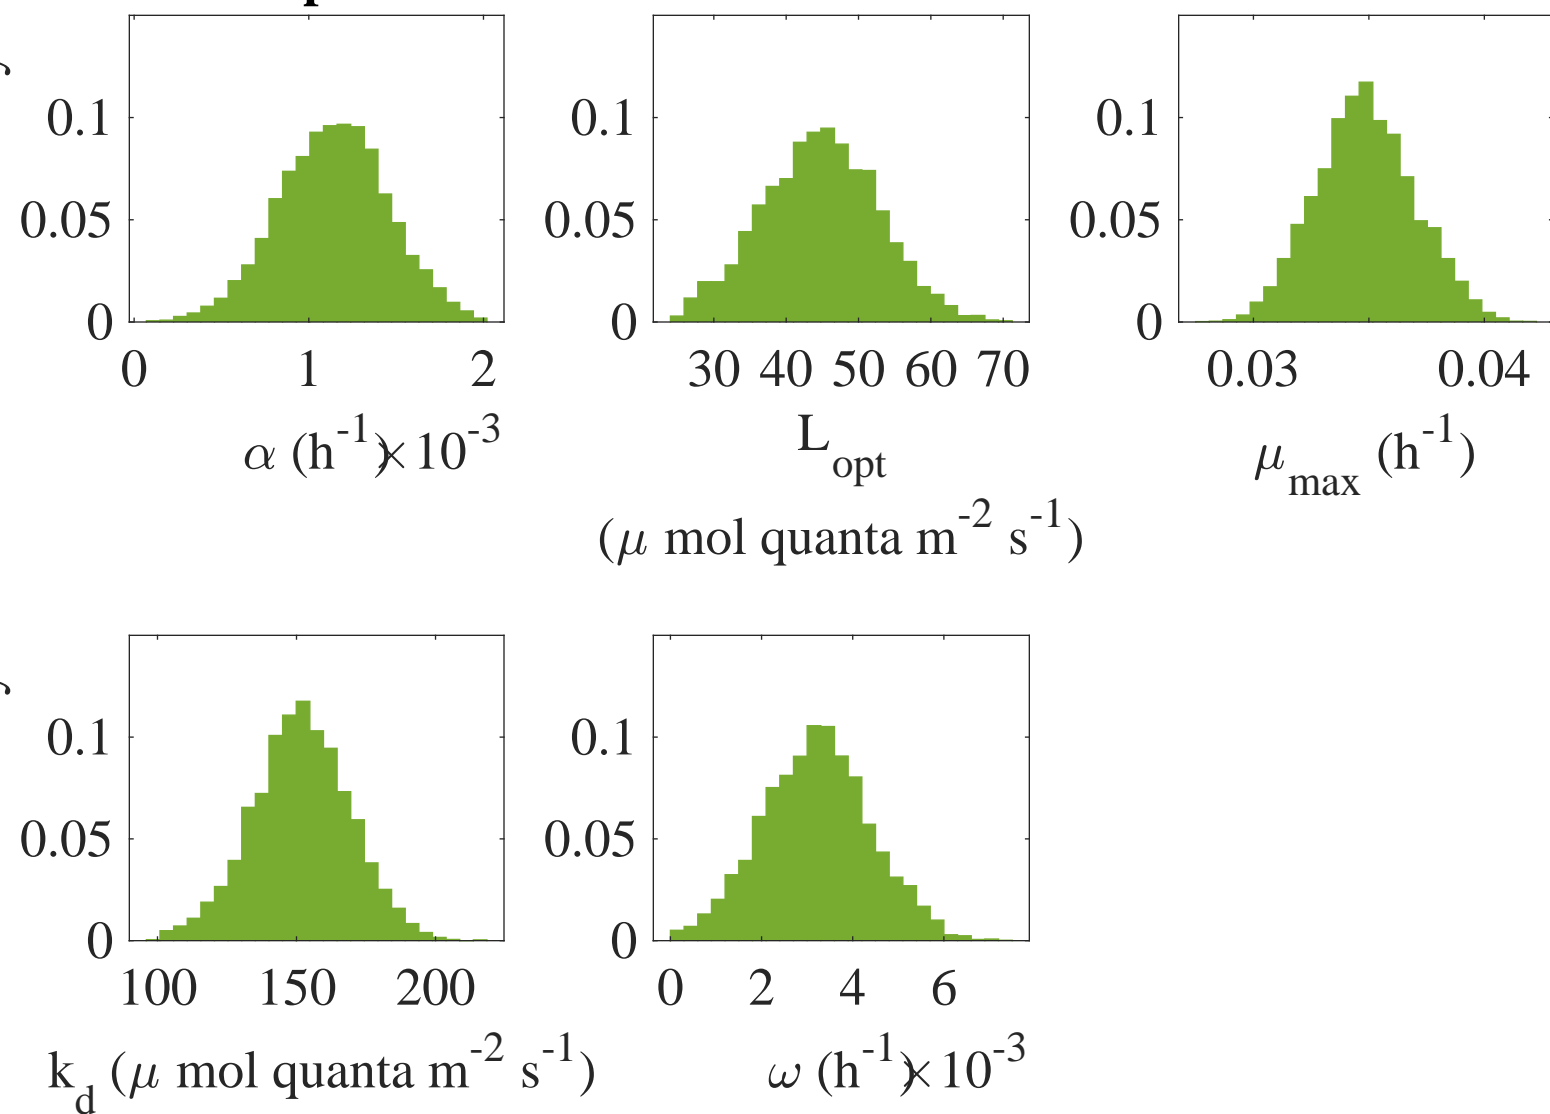 0.1 0.1 0.1
0.05 0.05 0.05
0 0 0
0 1 2 30 40 50 60 70 0.03 0.04
α (h⁻¹)×10⁻³ L_opt μ_max (h⁻¹)
(μ mol quanta m⁻² s⁻¹)
0.1 0.1
0.05 0.05
0 0
100 150 200 0 2 4 6
k_d (μ mol quanta m⁻² s⁻¹) ω (h⁻¹)×10⁻³